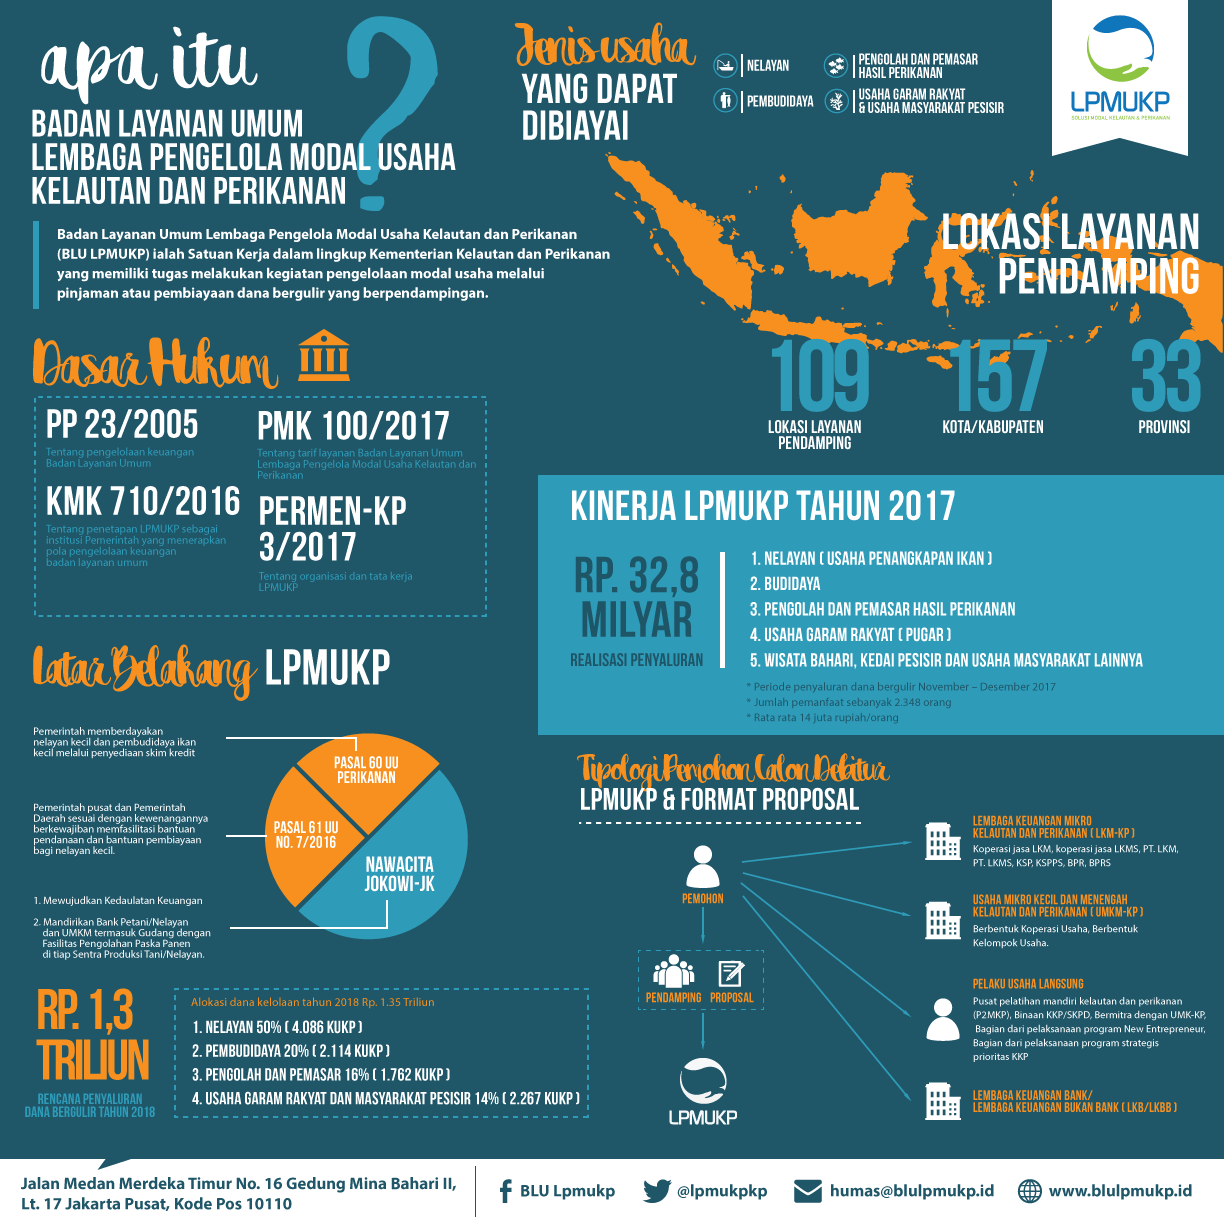 apa itu
?
BADAN LAYANAN UMUM
LEMBAGA PENGELOLA MODAL USAHA
KELAUTAN DAN PERIKANAN
Badan Layanan Umum Lembaga Pengelola Modal Usaha Kelautan dan Perikanan
(BLU LPMUKP) ialah Satuan Kerja dalam lingkup Kementerian Kelautan dan Perikanan
yang memiliki tugas melakukan kegiatan pengelolaan modal usaha melalui
pinjaman atau pembiayaan dana bergulir yang berpendampingan.
Jenis usaha
YANG DAPAT
DIBIAYAI
NELAYAN
PEMBUDIDAYA
PENGOLAH DAN PEMASAR
HASIL PERIKANAN
USAHA GARAM RAKYAT
& USAHA MASYARAKAT PESISIR
LPMUKP
SOLUSI MODAL KELAUTAN & PERIKANAN
LOKASI LAYANAN
PENDAMPING
109
LOKASI LAYANAN
PENDAMPING
157
KOTA/KABUPATEN
33
PROVINSI
Dasar Hukum
PP 23/2005
Tentang pengelolaan keuangan
Badan Layanan Umum
KMK 710/2016
Tentang penetapan LPMUKP sebagai
institusi Pemerintah yang menerapkan
pola pengelolaan keuangan
badan layanan umum
PMK 100/2017
Tentang tarif layanan Badan Layanan Umum
Lembaga Pengelola Modal Usaha Kelautan dan
Perikanan
PERMEN-KP
3/2017
Tentang organisasi dan tata kerja
LPMUKP
KINERJA LPMUKP TAHUN 2017
RP. 32,8
MILYAR
REALISASI PENYALURAN
1. NELAYAN ( USAHA PENANGKAPAN IKAN )
2. BUDIDAYA
3. PENGOLAH DAN PEMASAR HASIL PERIKANAN
4. USAHA GARAM RAKYAT ( PUGAR )
5. WISATA BAHARI, KEDAI PESISIR DAN USAHA MASYARAKAT LAINNYA
* Periode penyaluran dana bergulir November – Desember 2017
* Jumlah pemanfaat sebanyak 2.348 orang
* Rata rata 14 juta rupiah/orang
Latar Belakang LPMUKP
Pemerintah memberdayakan
nelayan kecil dan pembudidaya ikan
kecil melalui penyediaan skim kredit
Pemerintah pusat dan Pemerintah
Daerah sesuai dengan kewenangannya
berkewajiban memfasilitasi bantuan
pendanaan dan bantuan pembiayaan
bagi nelayan kecil.
1. Mewujudkan Kedaulatan Keuangan
2. Mandirikan Bank Petani/Nelayan
dan UMKM termasuk Gudang dengan
Fasilitas Pengolahan Paska Panen
di tiap Sentra Produksi Tani/Nelayan.
PASAL 60 UU
PERIKANAN
PASAL 61 UU
NO. 7/2016
NAWACITA
JOKOWI-JK
RP. 1,3
TRILIUN
RENCANA PENYALURAN
DANA BERGULIR TAHUN 2018
Alokasi dana kelolaan tahun 2018 Rp. 1.35 Triliun
1. NELAYAN 50% ( 4.086 KUKP )
2. PEMBUDIDAYA 20% ( 2.114 KUKP )
3. PENGOLAH DAN PEMASAR 16% ( 1.762 KUKP )
4. USAHA GARAM RAKYAT DAN MASYARAKAT PESISIR 14% ( 2.267 KUKP )
Tipologi Pemohon Calon Debitur
LPMUKP & FORMAT PROPOSAL
PEMOHON
PENDAMPING
PROPOSAL
LPMUKP
LEMBAGA KEUANGAN MIKRO
KELAUTAN DAN PERIKANAN ( LKM-KP )
Koperasi jasa LKM, koperasi jasa LKMS, PT. LKM,
PT. LKMS, KSP, KSPPS, BPR, BPRS
USAHA MIKRO KECIL DAN MENENGAH
KELAUTAN DAN PERIKANAN ( UMKM-KP )
Berbentuk Koperasi Usaha, Berbentuk
Kelompok Usaha.
PELAKU USAHA LANGSUNG
Pusat pelatihan mandiri kelautan dan perikanan
(P2MKP), Binaan KKP/SKPD, Bermitra dengan UMK-KP,
Bagian dari pelaksanaan program New Entrepreneur,
Bagian dari pelaksanaan program strategis
prioritas KKP
LEMBAGA KEUANGAN BANK/
LEMBAGA KEUANGAN BUKAN BANK ( LKB/LKBB )
Jalan Medan Merdeka Timur No. 16 Gedung Mina Bahari II,
Lt. 17 Jakarta Pusat, Kode Pos 10110
BLU Lpmukp
@lpmukpkp
humas@blulpmukp.id
www.blulpmukp.id